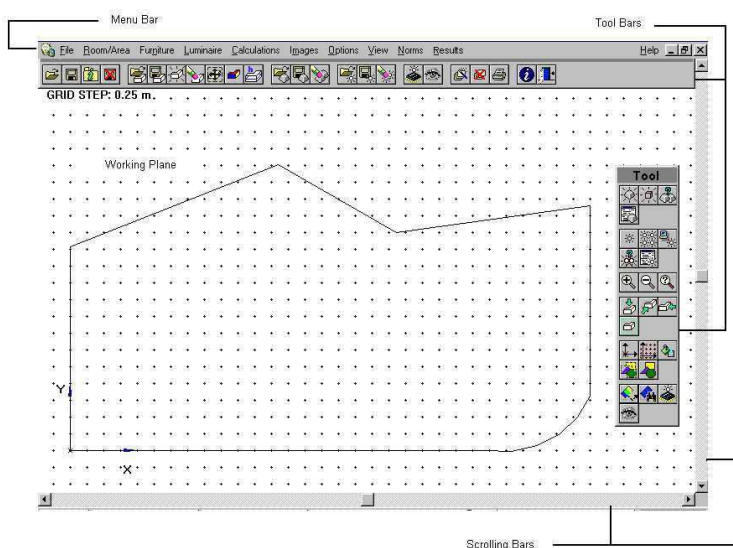 Menu Bar
Tool Bars
File Room/Area Furniture Luminaire Calculations Images Options View Norms Results Help
GRID STEP: 0.25 m.
Working Plane
Tool
Y
X
Scrolling Bars